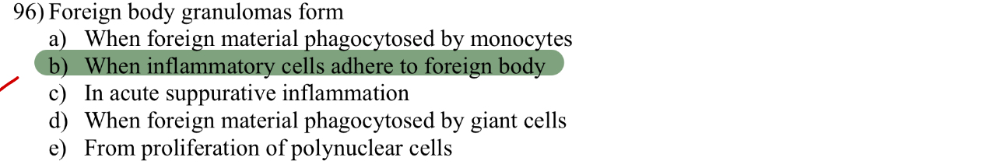 96) Foreign body granulomas form
a) When foreign material phagocytosed by monocytes
b) When inflammatory cells adhere to foreign body
c) In acute suppurative inflammation
d) When foreign material phagocytosed by giant cells
e) From proliferation of polynuclear cells